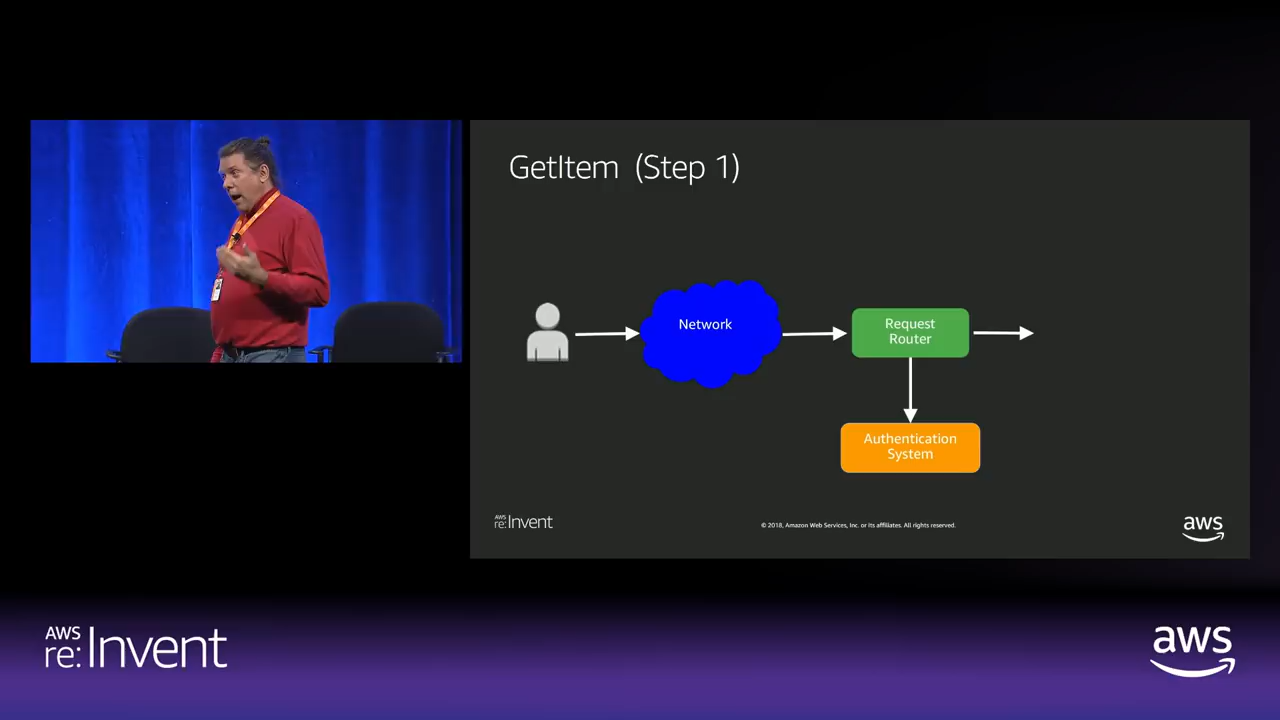 GetItem (Step 1)
Network
Request
Router
Authentication
System
AWS
re:Invent
© 2018, Amazon Web Services, Inc. or its affiliates. All rights reserved.
aws
AWS
re:Invent
aws